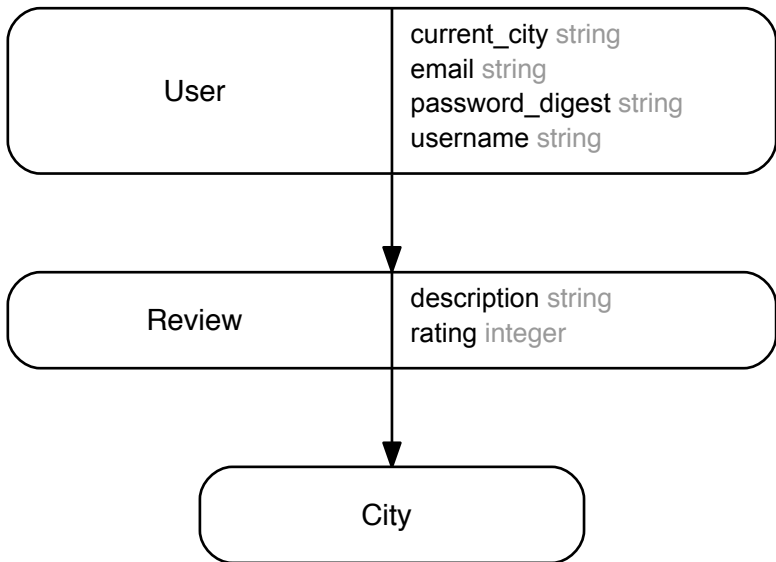 User
current_city string
email string
password_digest string
username string
Review
description string
rating integer
City